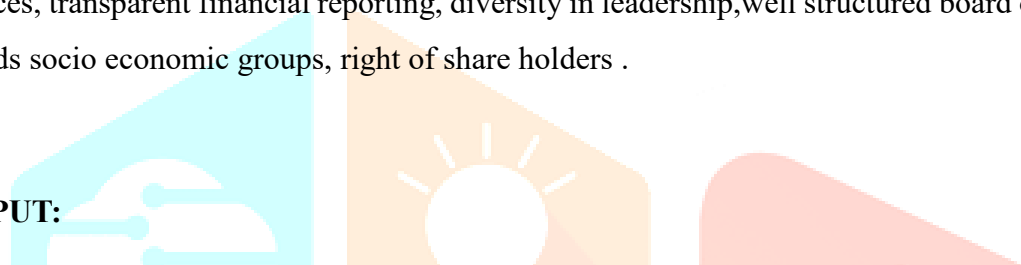 ces, transparent financial reporting, diversity in leadership,well structured board
ds socio economic groups, right of share holders .
PUT: